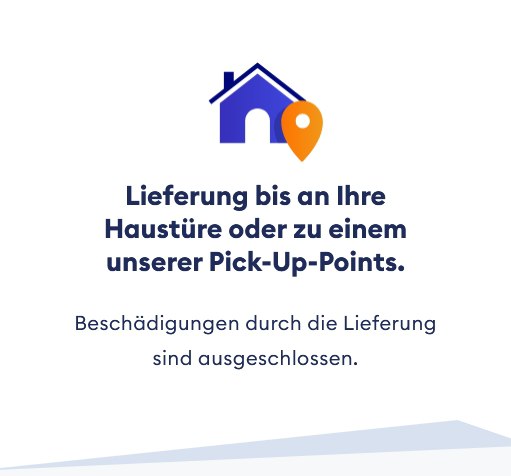 Lieferung bis an Ihre
Haustüre oder zu einem
unserer Pick-Up-Points.
Beschädigungen durch die Lieferung
sind ausgeschlossen.